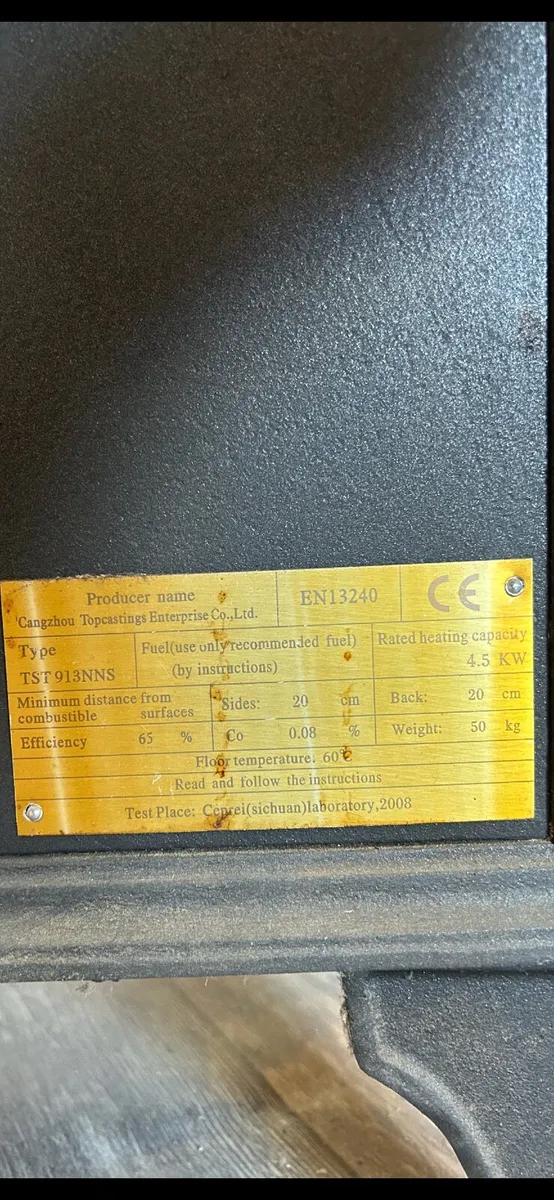 Producer name
Cangzhou Topcastings Enterprise Co.,Ltd.
EN13240
CE
Type
TST 913NNS
Fuel(use only recommended fuel)
(by instructions)
Rated heating capacity
4.5 KW
Minimum distance from
combustible surfaces
Sides: 20 cm
Back: 20 cm
Efficiency 65 %
Co 0.08 %
Weight: 50 kg
Floor temperature: 60℃
Read and follow the instructions
Test Place: Ceprei(sichuan)laboratory,2008